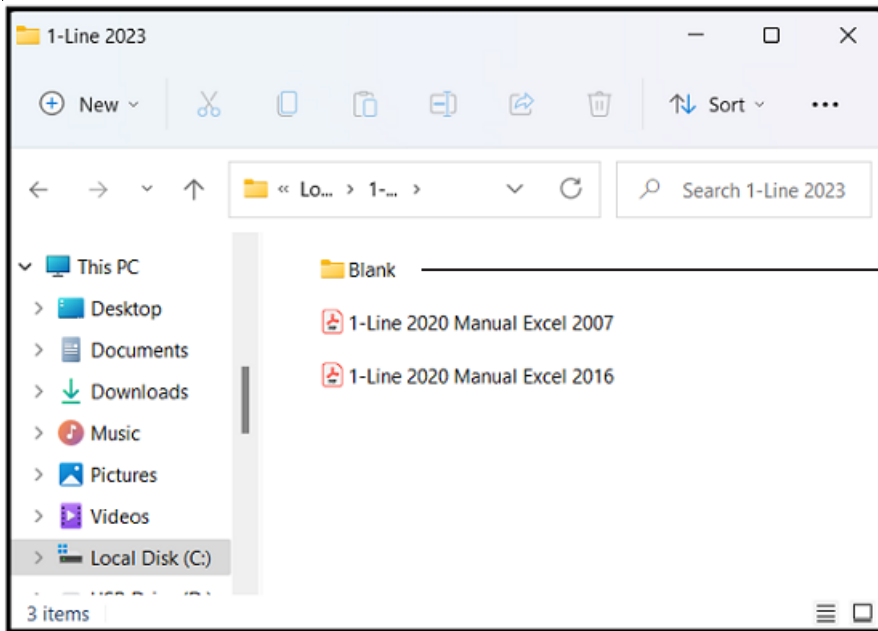 1-Line 2023
New
Sort
« Lo... › 1-... ›
Search 1-Line 2023
This PC
Desktop
Documents
Downloads
Music
Pictures
Videos
Local Disk (C:)
Blank
1-Line 2020 Manual Excel 2007
1-Line 2020 Manual Excel 2016
3 items